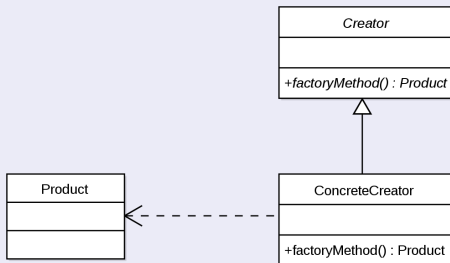 Creator
+factoryMethod() : Product
Product
ConcreteCreator
+factoryMethod() : Product